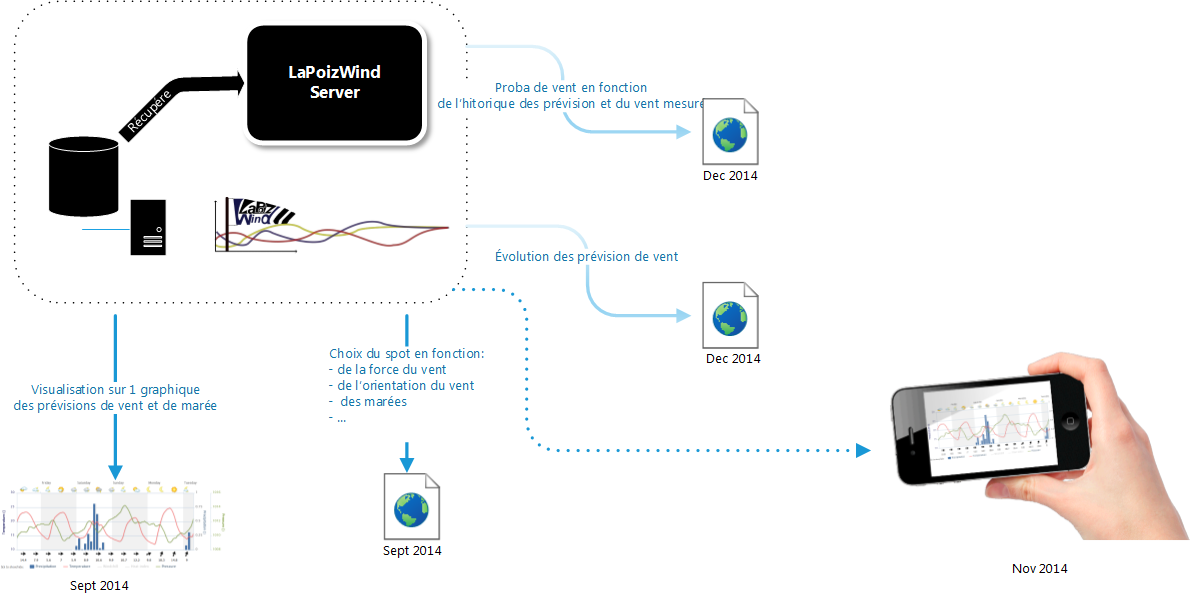 LaPoizWind
Server
Récupère
LaPoiz
Wind
Proba de vent en fonction
de l'hitorique des prévision et du vent mesuré
Dec 2014
Évolution des prévision de vent
Dec 2014
Choix du spot en fonction:
- de la force du vent
- de l'orientation du vent
- des marées
- ...
Visualisation sur 1 graphique
des prévisions de vent et de marée
Sept 2014
Sept 2014
Nov 2014